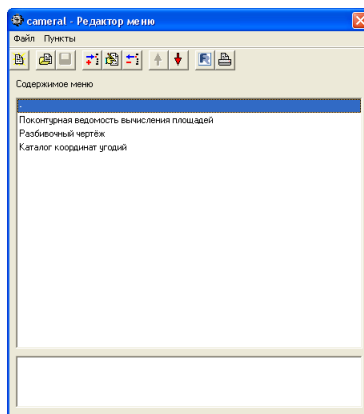 cameral - Редактор меню
Файл Пункты
Содержимое меню
-
Поконтурная ведомость вычисления площадей
Разбивочный чертёж
Каталог координат угодий